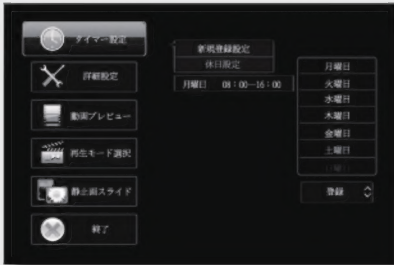 タイマー設定
詳細設定
動画プレビュー
再生モード選択
静止画スライド
終了
新規登録設定
休日設定
月曜日 08：00—16：00
月曜日
火曜日
水曜日
木曜日
金曜日
土曜日
日曜日
登録